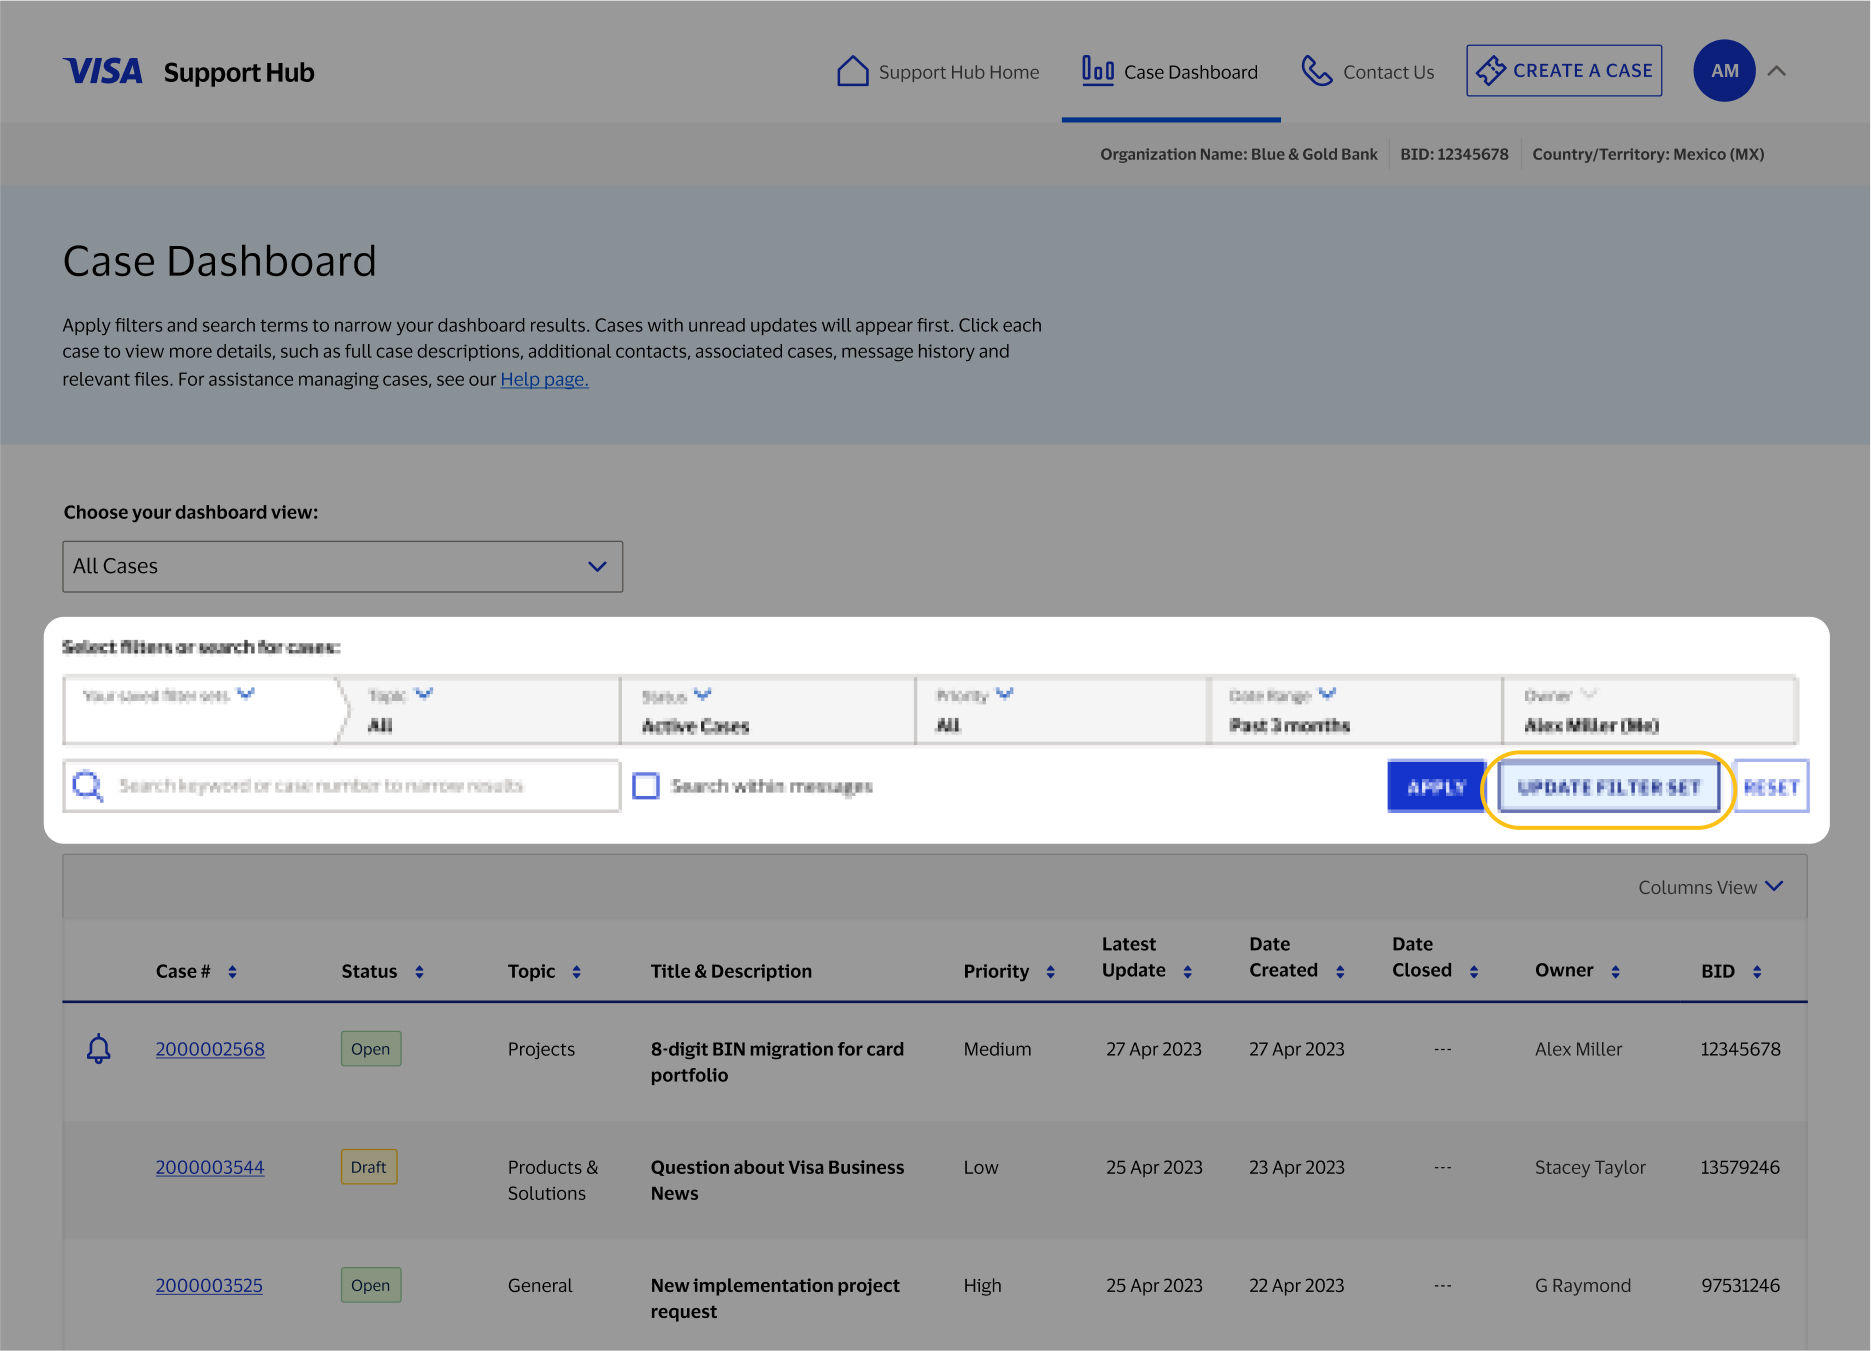 VISA Support Hub
Support Hub Home
Case Dashboard
Contact Us
CREATE A CASE
AM
Organization Name: Blue & Gold Bank
BID: 12345678
Country/Territory: Mexico (MX)
Case Dashboard
Apply filters and search terms to narrow your dashboard results. Cases with unread updates will appear first. Click each
case to view more details, such as full case descriptions, additional contacts, associated cases, message history and
relevant files. For assistance managing cases, see our Help page.
Choose your dashboard view:
All Cases
Select filters or search for cases:
Your saved filter sets
Topic
All
Status
Active Cases
Priority
All
Date Range
Past 3 months
Owner
Alex Miller (Me)
Search keyword or case number to narrow results
Search within messages
APPLY
UPDATE FILTER SET
RESET
Columns View
Case #
Status
Topic
Title & Description
Priority
Latest
Update
Date
Created
Date
Closed
Owner
BID
2000002568
Open
Projects
8-digit BIN migration for card
portfolio
Medium
27 Apr 2023
27 Apr 2023
---
Alex Miller
12345678
2000003544
Draft
Products &
Solutions
Question about Visa Business
News
Low
25 Apr 2023
23 Apr 2023
---
Stacey Taylor
13579246
2000003525
Open
General
New implementation project
request
High
25 Apr 2023
22 Apr 2023
---
G Raymond
97531246